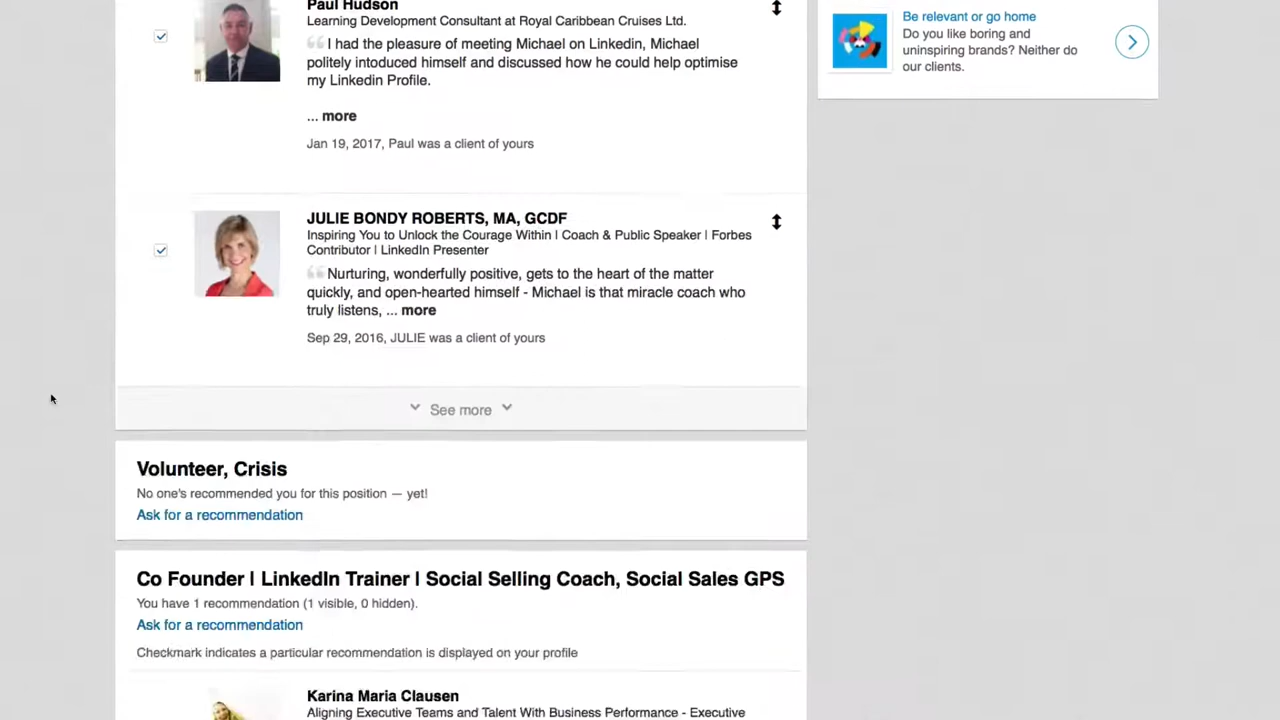 Paul Hudson
Learning Development Consultant at Royal Caribbean Cruises Ltd.
“I had the pleasure of meeting Michael on Linkedin, Michael
politely intoduced himself and discussed how he could help optimise
my Linkedin Profile.
... more
Jan 19, 2017, Paul was a client of yours
JULIE BONDY ROBERTS, MA, GCDF
Inspiring You to Unlock the Courage Within | Coach & Public Speaker | Forbes
Contributor | LinkedIn Presenter
“Nurturing, wonderfully positive, gets to the heart of the matter
quickly, and open-hearted himself - Michael is that miracle coach who
truly listens, ... more
Sep 29, 2016, JULIE was a client of yours
See more
Volunteer, Crisis
No one's recommended you for this position — yet!
Ask for a recommendation
Co Founder | LinkedIn Trainer | Social Selling Coach, Social Sales GPS
You have 1 recommendation (1 visible, 0 hidden).
Ask for a recommendation
Checkmark indicates a particular recommendation is displayed on your profile
Karina Maria Clausen
Aligning Executive Teams and Talent With Business Performance - Executive
Be relevant or go home
Do you like boring and
uninspiring brands? Neither do
our clients.